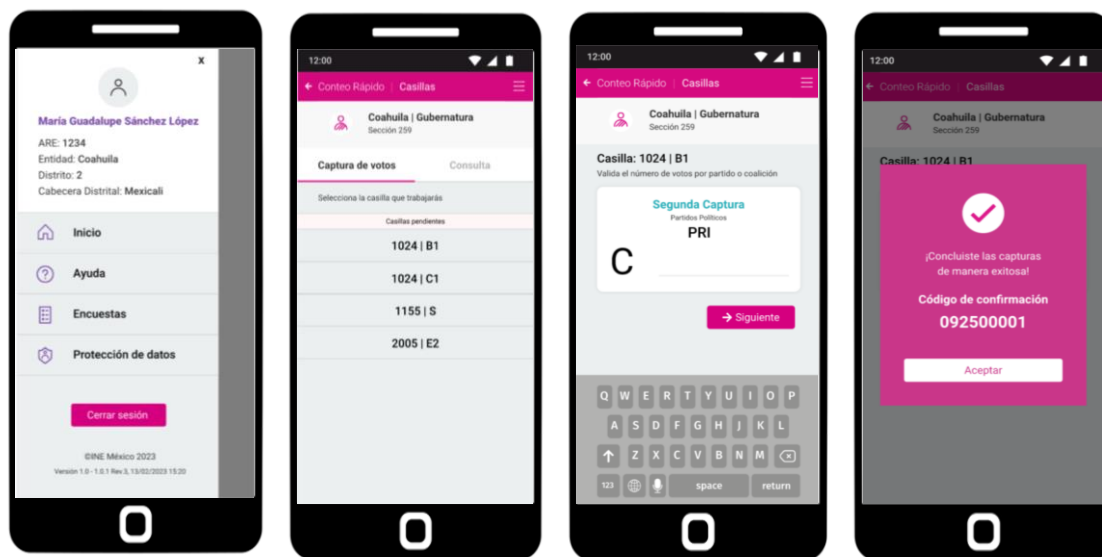 X
María Guadalupe Sánchez López
ARE: 1234
Entidad: Coahuila
Distrito: 2
Cabecera Distrital: Mexicali
Inicio
Ayuda
Encuestas
Protección de datos
Cerrar sesión
©INE México 2023
Versión 1.0 - 1.0.1 Rev.3, 13/02/2023 15:20
12:00
Conteo Rápido | Casillas
Coahuila | Gubernatura
Sección 259
Captura de votos Consulta
Selecciona la casilla que trabajarás
Casillas pendientes
1024 | B1
1024 | C1
1155 | S
2005 | E2
12:00
Conteo Rápido | Casillas
Coahuila | Gubernatura
Sección 259
Casilla: 1024 | B1
Valida el número de votos por partido o coalición
Segunda Captura
Partidos Políticos
PRI
C
Siguiente
Q W E R T Y U I O P
A S D F G H J K L
Z X C V B N M
123 space return
12:00
Conteo Rápido | Casillas
Coahuila | Gubernatura
Sección 259
Casilla: 1024 | B1
¡Concluiste las capturas
de manera exitosa!
Código de confirmación
092500001
Aceptar